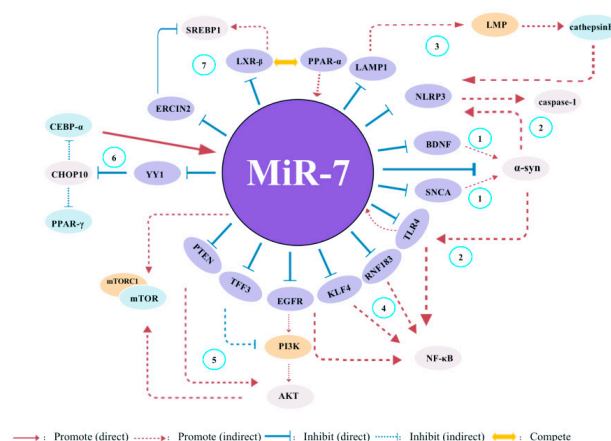 SREBP1
LMP
cathepsinB
7
3
LXR-β
PPAR-α
LAMP1
NLRP3
caspase-1
ERCIN2
2
CEBP-α
BDNF
1
MiR-7
6
CHOP10
YY1
α-syn
SNCA
1
PPAR-γ
TLR4
PTEN
2
TFF3
RNF183
mTORC1
EGFR
KLF4
mTOR
4
PI3K
5
NF-κB
AKT
: Promote (direct) : Promote (indirect) : Inhibit (direct) : Inhibit (indirect) : Compete